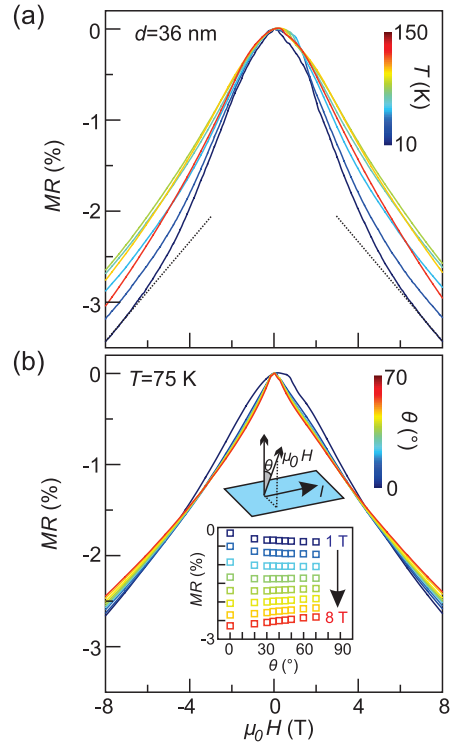 (a)
d=36 nm
150
T (K)
10
0
-1
-2
-3
MR (%)
-8 -4 0 4 8
μ0 H (T)
(b)
T=75 K
70
θ (°)
0
0
-1
-2
-3
MR (%)
θ
μ0 H
I
0
-3
MR (%)
1 T
8 T
0 30 60 90
θ (°)